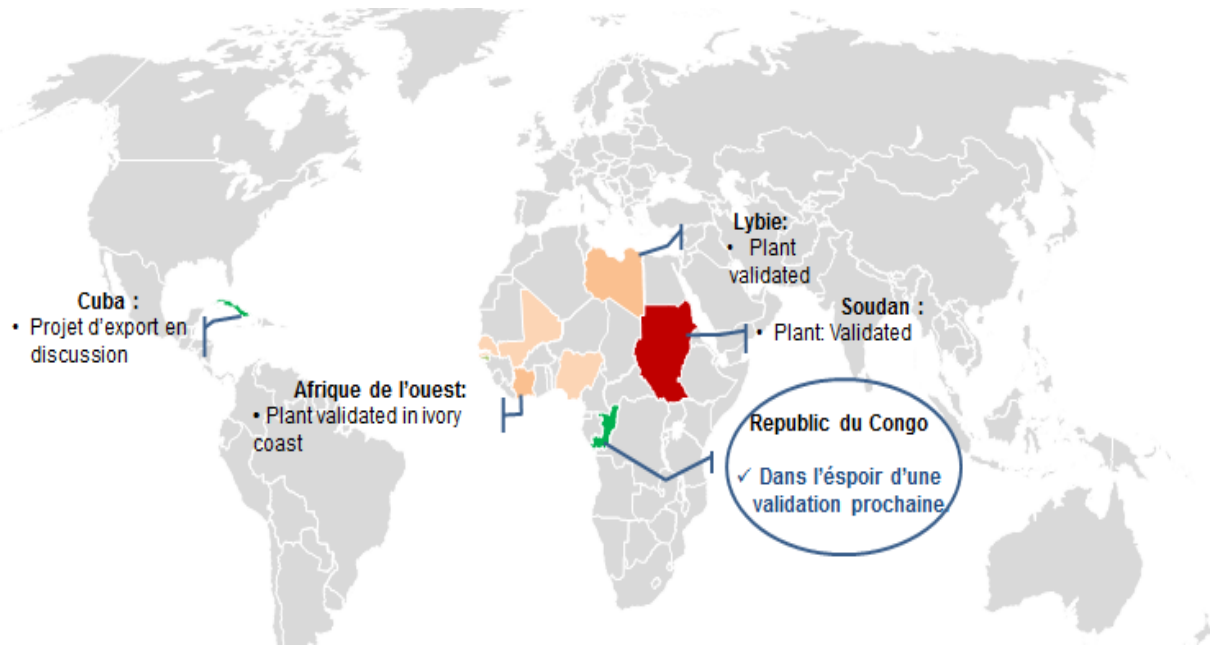 Lybie:
• Plant
validated
Soudan :
• Plant: Validated
Cuba :
• Projet d'export en
discussion
Afrique de l'ouest:
• Plant validated in ivory
coast
Republic du Congo
✓ Dans l'éspoir d'une
validation prochaine.